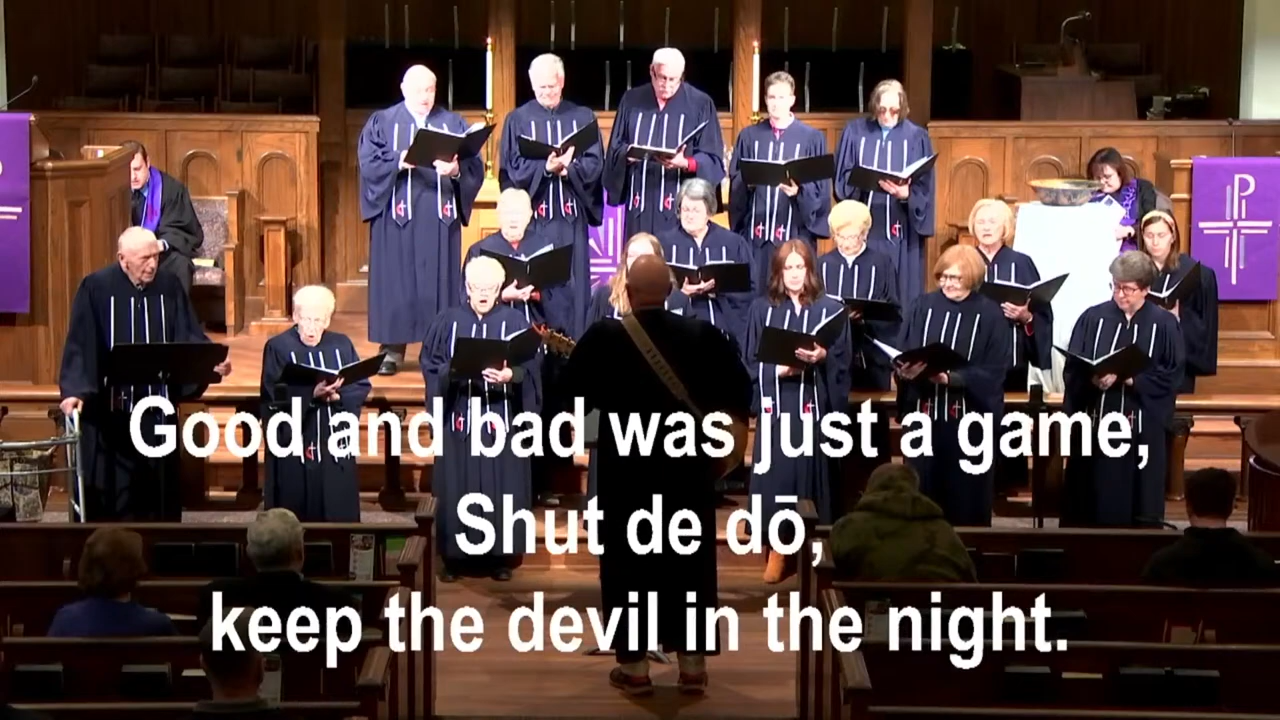 Good and bad was just a game,
Shut de dō,
keep the devil in the night.